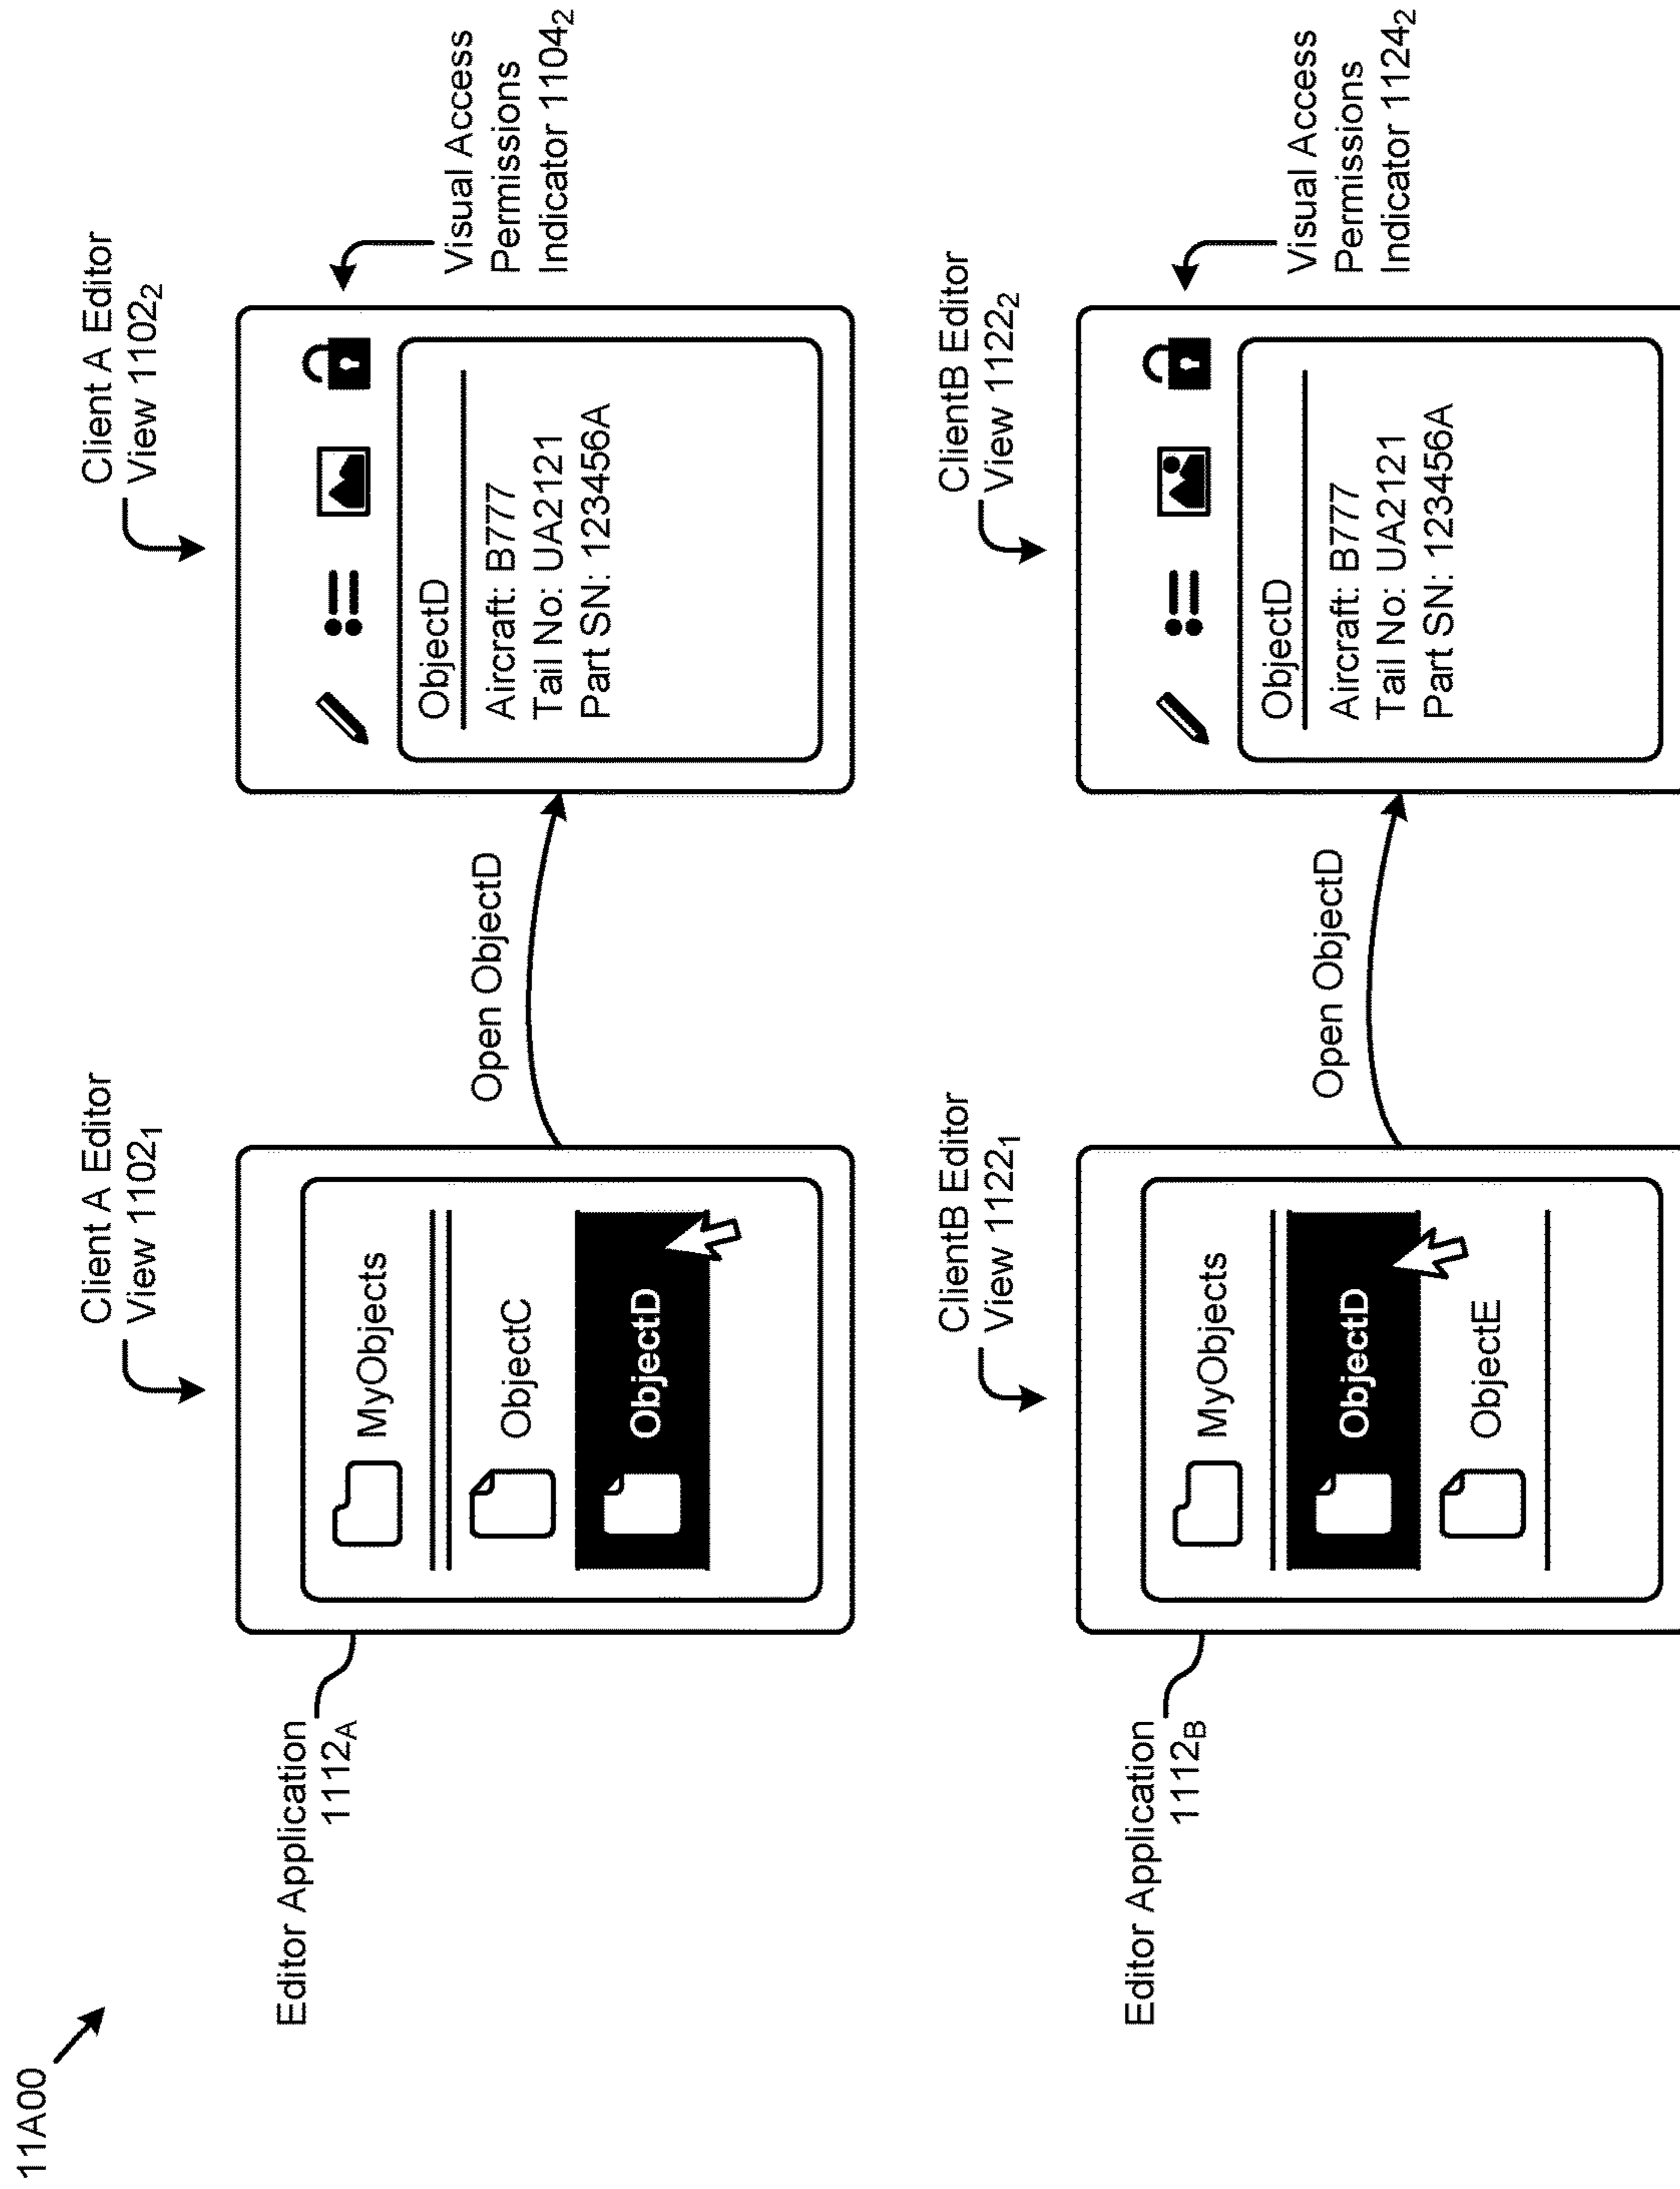 11A00
Client A Editor
View 1102₁
Client A Editor
View 1102₂
Editor Application
1112A
MyObjects
ObjectC
ObjectD
Open ObjectD
ObjectD
Aircraft: B777
Tail No: UA2121
Part SN: 123456A
Visual Access
Permissions
Indicator 1104₂
ClientB Editor
View 1122₁
ClientB Editor
View 1122₂
Editor Application
1112B
MyObjects
ObjectD
ObjectE
Open ObjectD
ObjectD
Aircraft: B777
Tail No: UA2121
Part SN: 123456A
Visual Access
Permissions
Indicator 1124₂